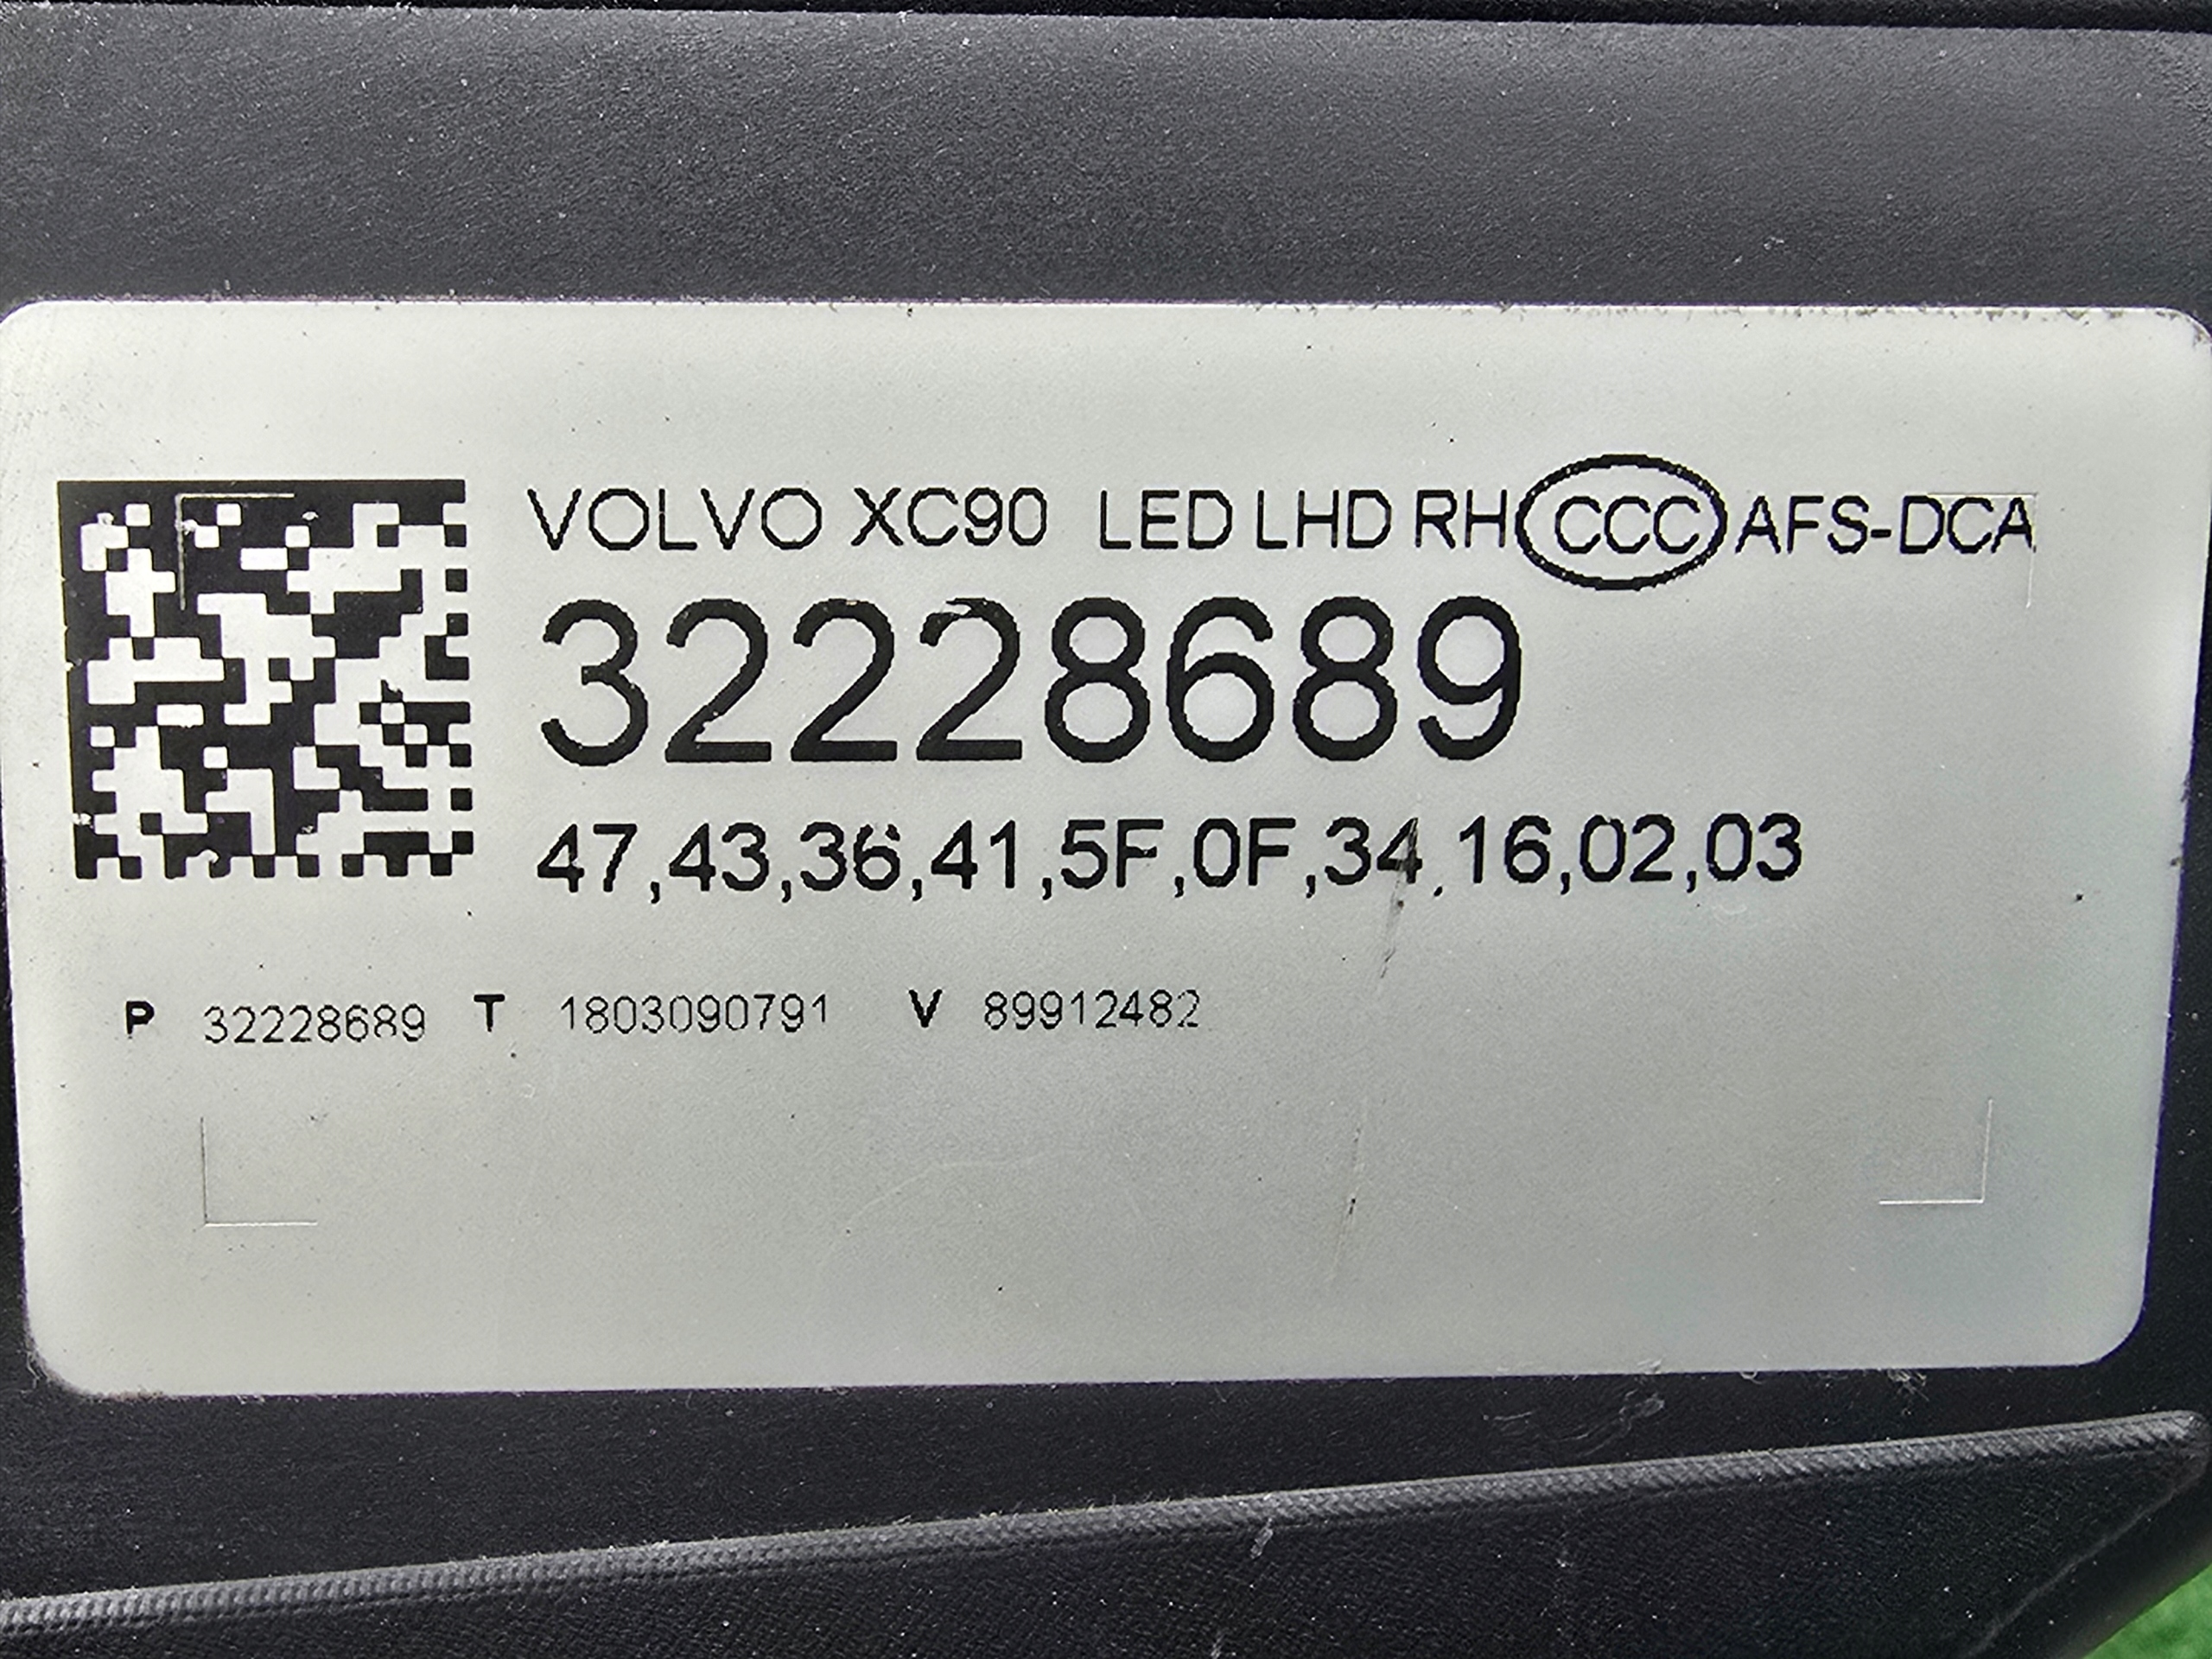 VOLVO XC90 LED LHD RH CCC AFS-DCA
32228689
47,43,36,41,5F,0F,34,16,02,03
P 32228689 T 1803090791 V 89912482